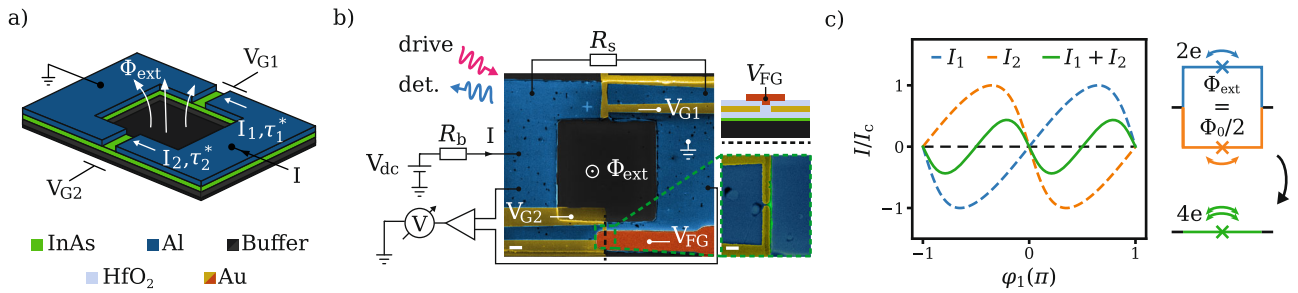 a)
V_G1
Φ_ext
I_1,τ_1^*
I_2,τ_2^*
V_G2
I
InAs
Al
Buffer
HfO_2
Au
b)
drive
det.
R_s
V_G1
R_b
I
V_dc
Φ_ext
V_G2
V_FG
V
V_FG
c)
I_1
I_2
I_1 + I_2
I/I_c
1
0
−1
−1
0
1
φ_1(π)
2e
Φ_ext
=
Φ_0/2
4e